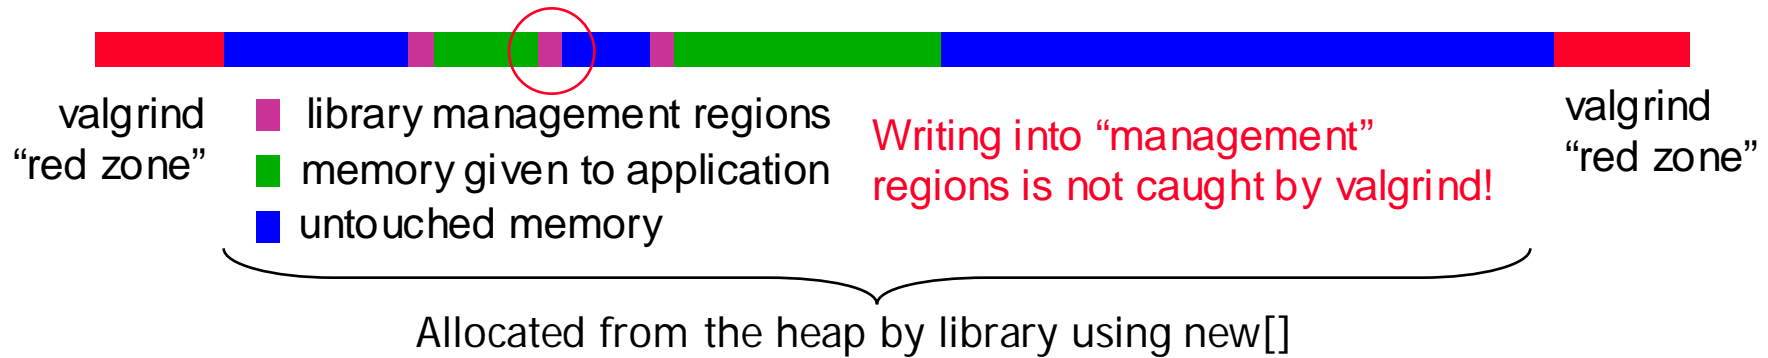 valgrind
“red zone”
library management regions
memory given to application
untouched memory
Writing into “management”
regions is not caught by valgrind!
valgrind
“red zone”
Allocated from the heap by library using new[]